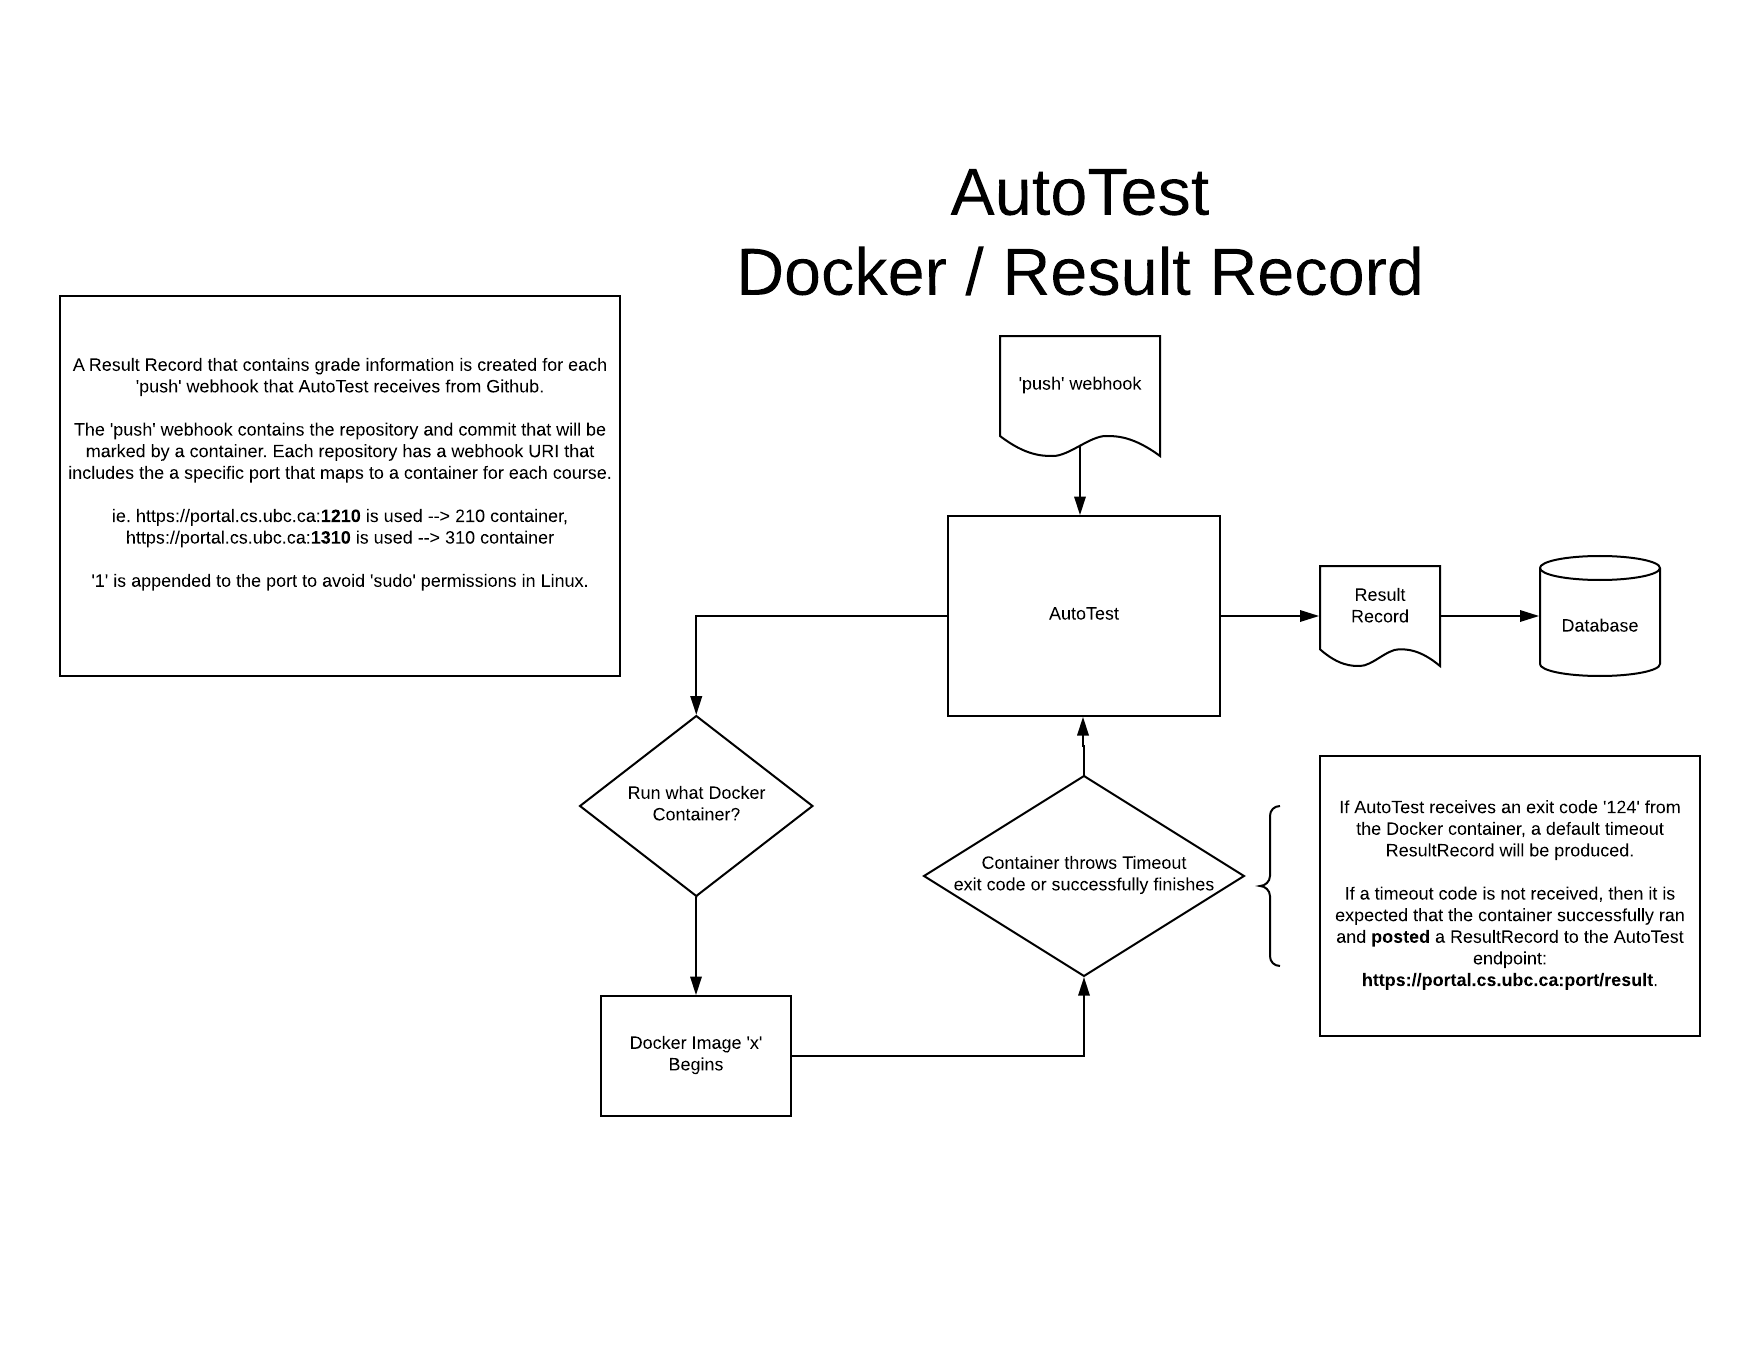 AutoTest
Docker / Result Record
A Result Record that contains grade information is created for each
'push' webhook that AutoTest receives from Github.
The 'push' webhook contains the repository and commit that will be
marked by a container. Each repository has a webhook URI that
includes the a specific port that maps to a container for each course.
ie. https://portal.cs.ubc.ca:1210 is used --> 210 container,
https://portal.cs.ubc.ca:1310 is used --> 310 container
'1' is appended to the port to avoid 'sudo' permissions in Linux.
'push' webhook
AutoTest
Result
Record
Database
Run what Docker
Container?
Container throws Timeout
exit code or successfully finishes
If AutoTest receives an exit code '124' from
the Docker container, a default timeout
ResultRecord will be produced.
If a timeout code is not received, then it is
expected that the container successfully ran
and posted a ResultRecord to the AutoTest
endpoint:
https://portal.cs.ubc.ca:port/result.
Docker Image 'x'
Begins